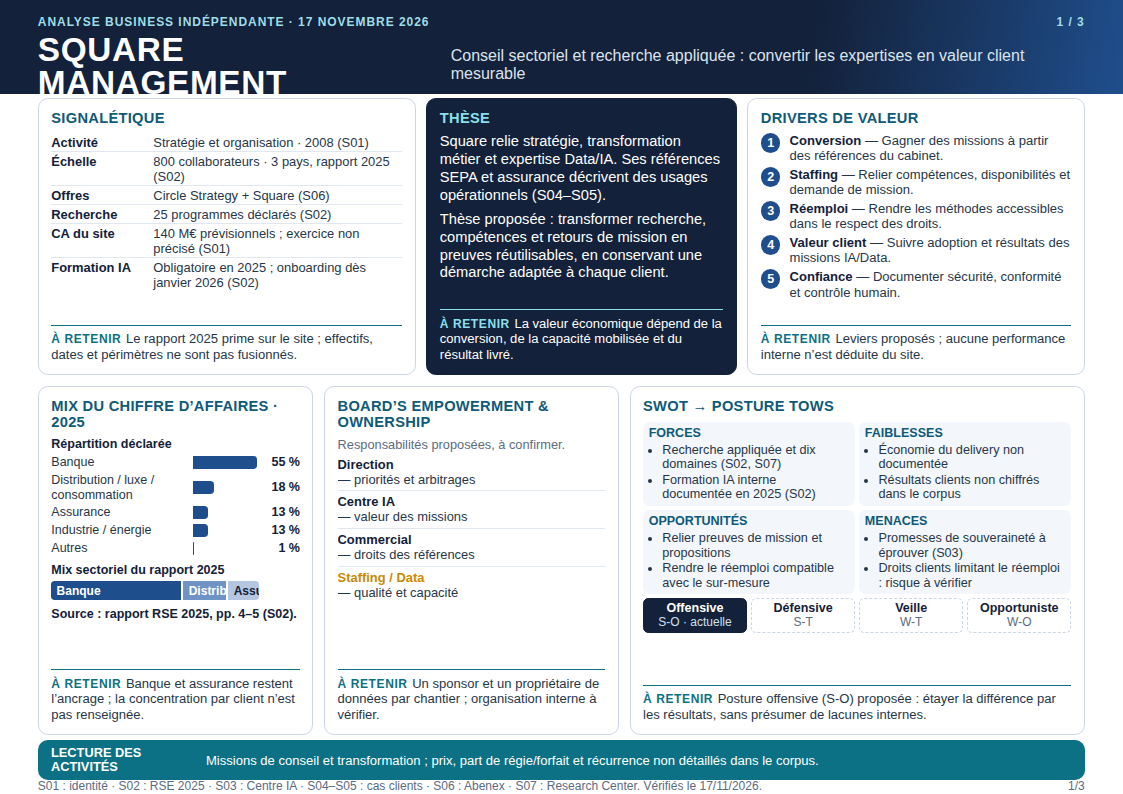 ANALYSE BUSINESS INDÉPENDANTE · 17 NOVEMBRE 2026
1 / 3
SQUARE
MANAGEMENT
Conseil sectoriel et recherche appliquée : convertir les expertises en valeur client
mesurable
SIGNALÉTIQUE
Activité Stratégie et organisation · 2008 (S01)
Échelle 800 collaborateurs · 3 pays, rapport 2025
(S02)
Offres Circle Strategy + Square (S06)
Recherche 25 programmes déclarés (S02)
CA du site 140 M€ prévisionnels ; exercice non
précisé (S01)
Formation IA Obligatoire en 2025 ; onboarding dès
janvier 2026 (S02)
À RETENIR Le rapport 2025 prime sur le site ; effectifs,
dates et périmètres ne sont pas fusionnés.
THÈSE
Square relie stratégie, transformation
métier et expertise Data/IA. Ses références
SEPA et assurance décrivent des usages
opérationnels (S04–S05).
Thèse proposée : transformer recherche,
compétences et retours de mission en
preuves réutilisables, en conservant une
démarche adaptée à chaque client.
À RETENIR La valeur économique dépend de la
conversion, de la capacité mobilisée et du
résultat livré.
DRIVERS DE VALEUR
1 Conversion — Gagner des missions à partir
des références du cabinet.
2 Staffing — Relier compétences, disponibilités et
demande de mission.
3 Réemploi — Rendre les méthodes accessibles
dans le respect des droits.
4 Valeur client — Suivre adoption et résultats des
missions IA/Data.
5 Confiance — Documenter sécurité, conformité
et contrôle humain.
À RETENIR Leviers proposés ; aucune performance
interne n'est déduite du site.
MIX DU CHIFFRE D'AFFAIRES ·
2025
Répartition déclarée
Banque 55 %
Distribution / luxe /
consommation 18 %
Assurance 13 %
Industrie / énergie 13 %
Autres 1 %
Mix sectoriel du rapport 2025
Banque Distrib Assu
Source : rapport RSE 2025, pp. 4–5 (S02).
À RETENIR Banque et assurance restent
l'ancrage ; la concentration par client n'est
pas renseignée.
BOARD'S EMPOWERMENT &
OWNERSHIP
Responsabilités proposées, à confirmer.
Direction
— priorités et arbitrages
Centre IA
— valeur des missions
Commercial
— droits des références
Staffing / Data
— qualité et capacité
À RETENIR Un sponsor et un propriétaire de
données par chantier ; organisation interne à
vérifier.
SWOT → POSTURE TOWS
FORCES
• Recherche appliquée et dix
domaines (S02, S07)
• Formation IA interne
documentée en 2025 (S02)
FAIBLESSES
• Économie du delivery non
documentée
• Résultats clients non chiffrés
dans le corpus
OPPORTUNITÉS
• Relier preuves de mission et
propositions
• Rendre le réemploi compatible
avec le sur-mesure
MENACES
• Promesses de souveraineté à
éprouver (S03)
• Droits clients limitant le réemploi
: risque à vérifier
Offensive
S-O · actuelle
Défensive
S-T
Veille
W-T
Opportuniste
W-O
À RETENIR Posture offensive (S-O) proposée : étayer la différence par
les résultats, sans présumer de lacunes internes.
LECTURE DES
ACTIVITÉS
Missions de conseil et transformation ; prix, part de régie/forfait et récurrence non détaillés dans le corpus.
S01 : identité · S02 : RSE 2025 · S03 : Centre IA · S04–S05 : cas clients · S06 : Abenex · S07 : Research Center. Vérifiés le 17/11/2026.
1/3